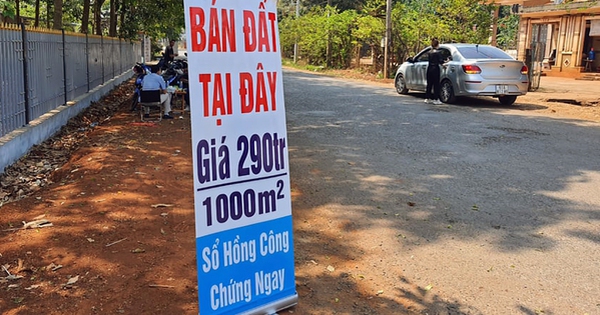 BÁN ĐẤT
TẠI ĐÂY
Giá 290tr
1000m²
Sổ Hồng Công
Chứng Ngay